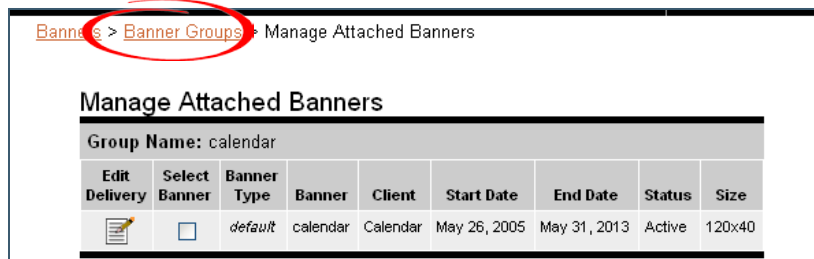 Banners > Banner Groups > Manage Attached Banners
Manage Attached Banners
Group Name: calendar
Edit Delivery Select Banner Banner Type Banner Client Start Date End Date Status Size
default calendar Calendar May 26, 2005 May 31, 2013 Active 120x40